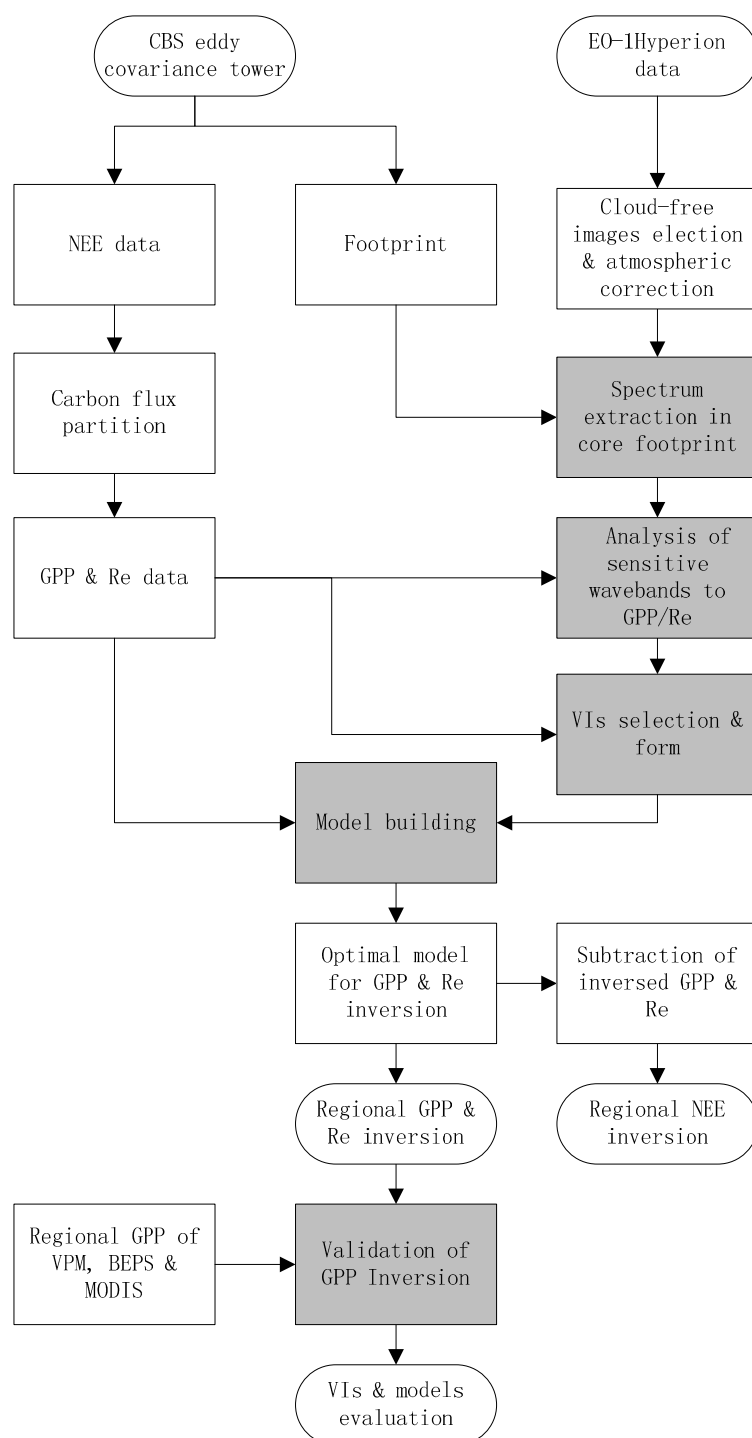 CBS eddy
covariance tower
EO-1Hyperion
data
NEE data
Footprint
Cloud-free
images election
& atmospheric
correction
Carbon flux
partition
Spectrum
extraction in
core footprint
GPP & Re data
Analysis of
sensitive
wavebands to
GPP/Re
VIs selection &
form
Model building
Optimal model
for GPP & Re
inversion
Subtraction of
inversed GPP &
Re
Regional GPP &
Re inversion
Regional NEE
inversion
Regional GPP of
VPM, BEPS &
MODIS
Validation of
GPP Inversion
VIs & models
evaluation